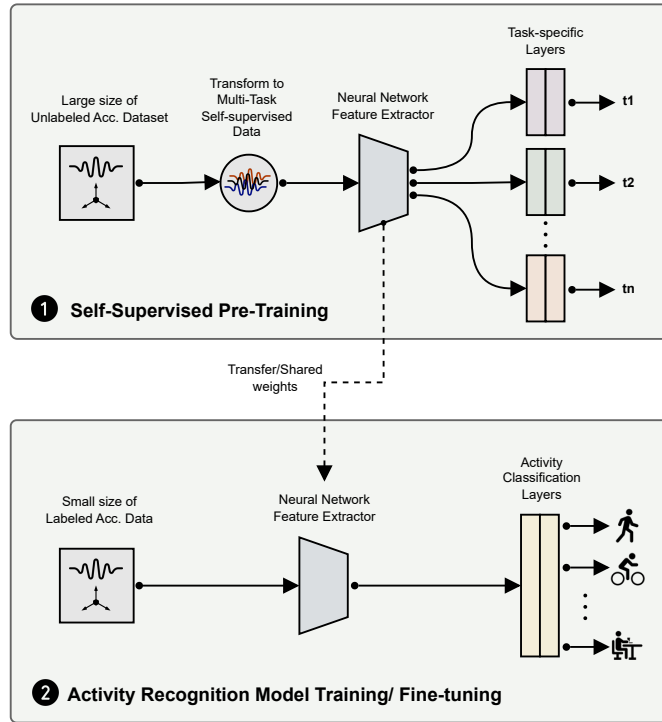 Task-specific
Layers
Transform to
Multi-Task
Self-supervised
Data
Neural Network
Feature Extractor
Large size of
Unlabeled Acc. Dataset
t1
t2
tn
1 Self-Supervised Pre-Training
Transfer/Shared
weights
Activity
Classification
Layers
Small size of
Labeled Acc. Data
Neural Network
Feature Extractor
2 Activity Recognition Model Training/ Fine-tuning